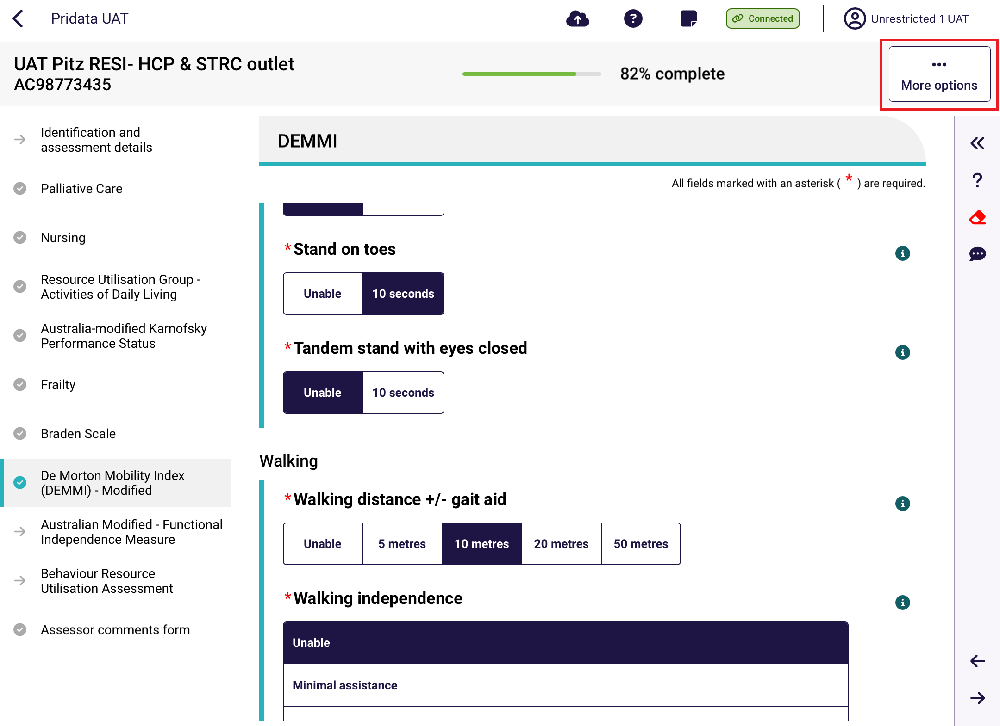 Pridata UAT
Connected
Unrestricted 1 UAT
UAT Pitz RESI- HCP & STRC outlet
AC98773435
82% complete
More options
Identification and
assessment details
Palliative Care
Nursing
Resource Utilisation Group -
Activities of Daily Living
Australia-modified Karnofsky
Performance Status
Frailty
Braden Scale
De Morton Mobility Index
(DEMMI) - Modified
Australian Modified - Functional
Independence Measure
Behaviour Resource
Utilisation Assessment
Assessor comments form
DEMMI
All fields marked with an asterisk ( * ) are required.
*Stand on toes
Unable 10 seconds
*Tandem stand with eyes closed
Unable 10 seconds
Walking
*Walking distance +/- gait aid
Unable 5 metres 10 metres 20 metres 50 metres
*Walking independence
Unable
Minimal assistance